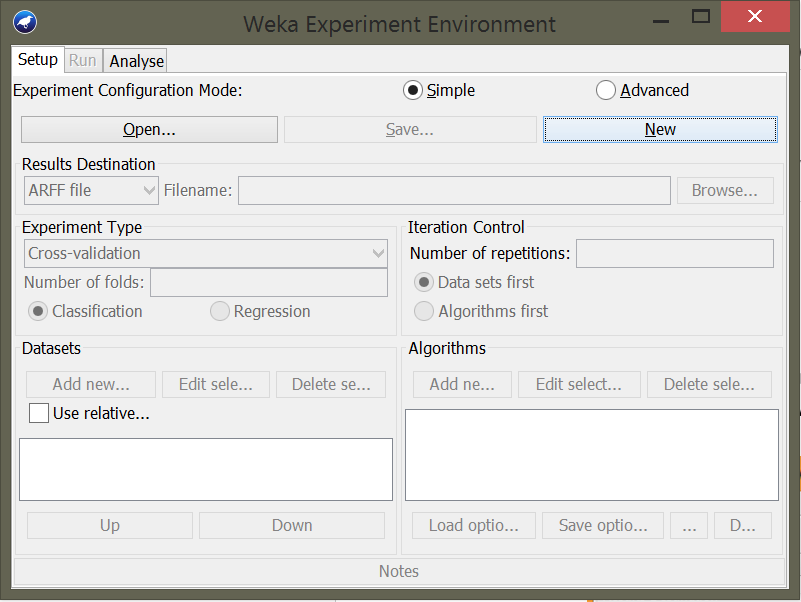 Weka Experiment Environment
Setup Run Analyse
Experiment Configuration Mode: Simple Advanced
Open... Save... New
Results Destination
ARFF file Filename: Browse...
Experiment Type Iteration Control
Cross-validation Number of repetitions:
Number of folds: Data sets first
Classification Regression Algorithms first
Datasets Algorithms
Add new... Edit sele... Delete se... Add ne... Edit select... Delete sele...
Use relative...
Up Down Load optio... Save optio... ... D...
Notes